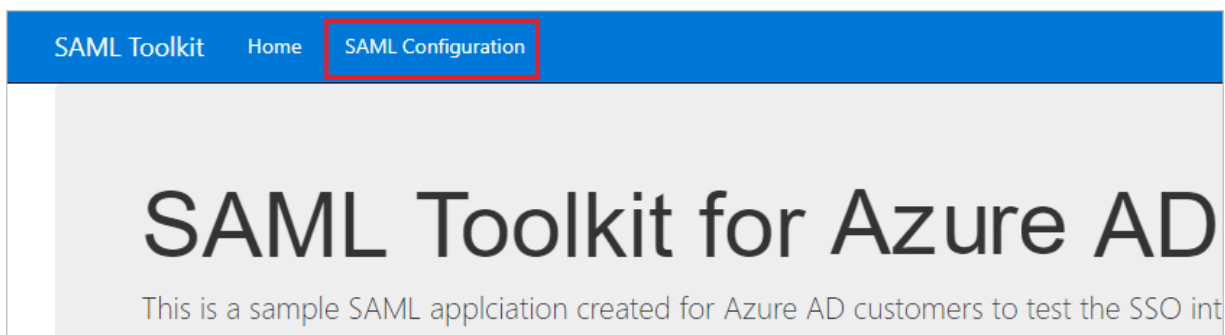 SAML Toolkit Home SAML Configuration
SAML Toolkit for Azure AD
This is a sample SAML applciation created for Azure AD customers to test the SSO int